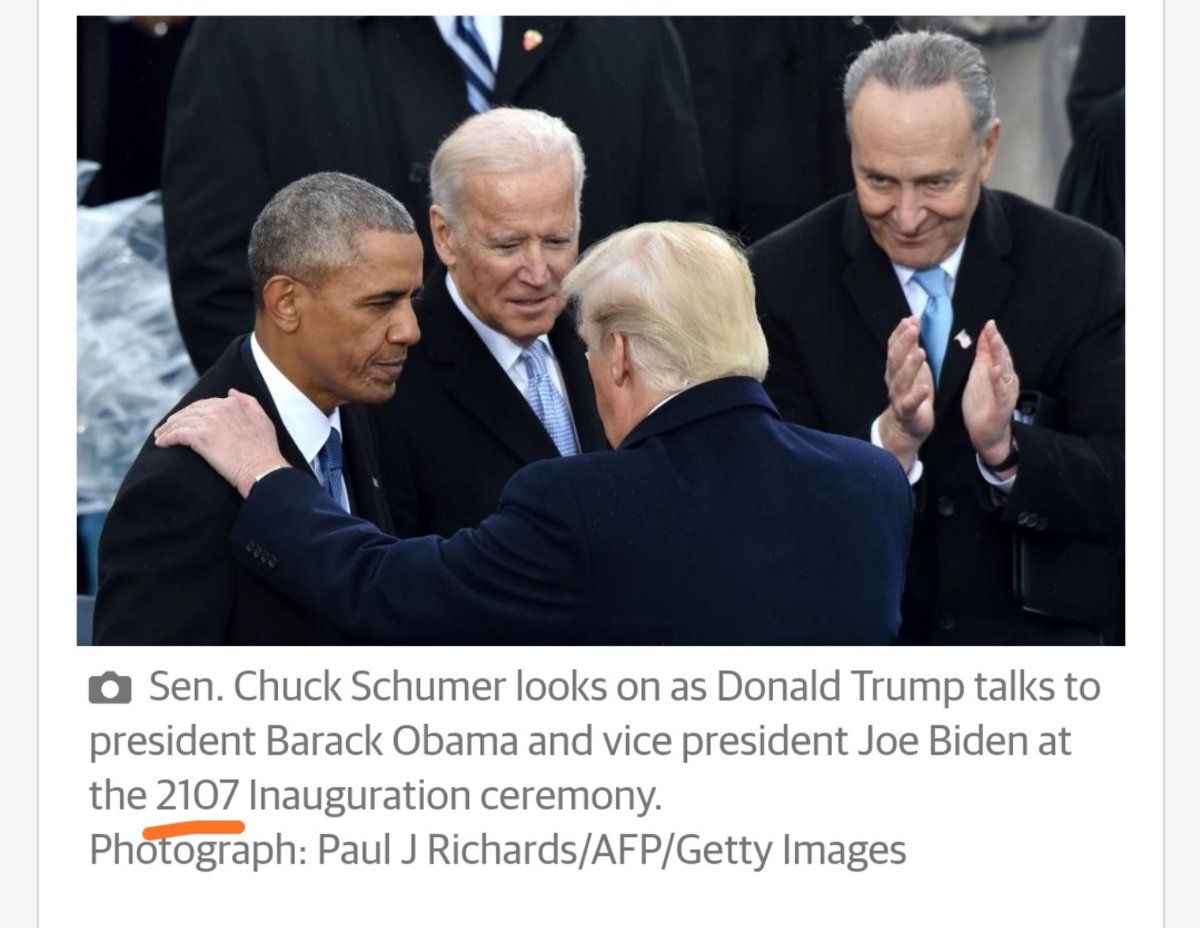 Sen. Chuck Schumer looks on as Donald Trump talks to
president Barack Obama and vice president Joe Biden at
the 2107 Inauguration ceremony.
Photograph: Paul J Richards/AFP/Getty Images